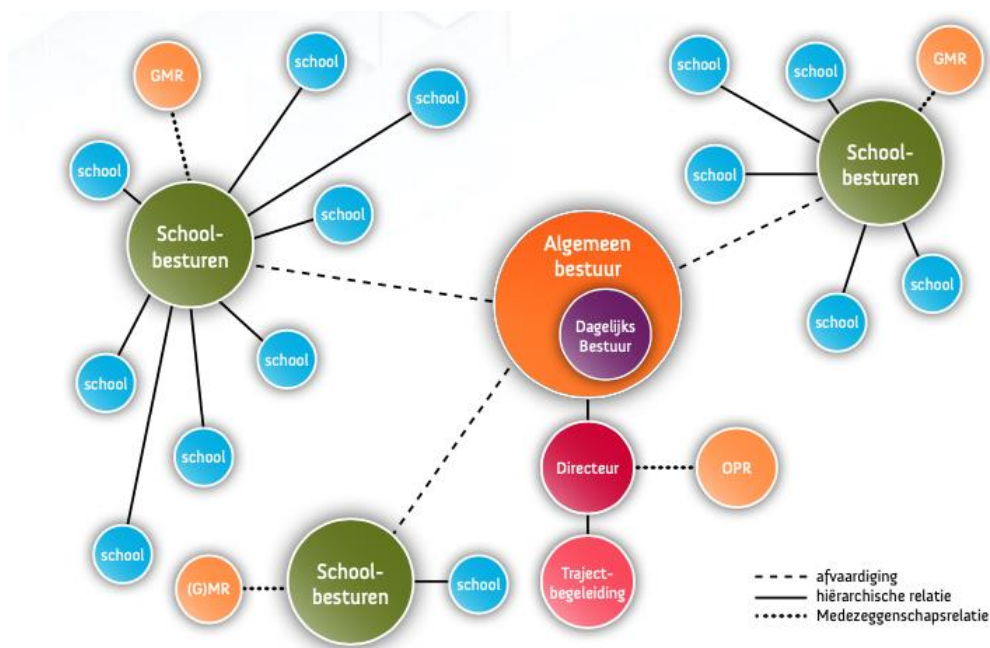 GMR
school
school
school
school
School-
besturen
school
school
school
school
school
school
GMR
school
School-
besturen
school
school
Algemeen
bestuur
Dagelijks
Bestuur
Directeur
OPR
Traject-
begeleiding
(G)MR
School-
besturen
school
afvaardiging
hiërarchische relatie
Medezeggenschapsrelatie